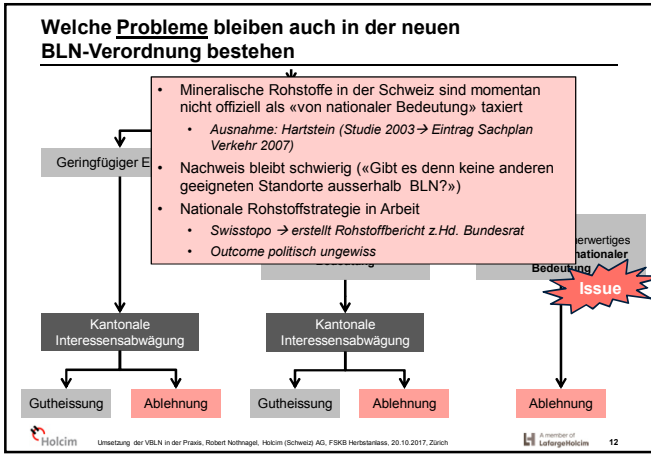 Welche Probleme bleiben auch in der neuen
BLN-Verordnung bestehen
• Mineralische Rohstoffe in der Schweiz sind momentan
nicht offiziell als «von nationaler Bedeutung» taxiert
• Ausnahme: Hartstein (Studie 2003→ Eintrag Sachplan
Verkehr 2007)
• Nachweis bleibt schwierig («Gibt es denn keine anderen
geeigneten Standorte ausserhalb BLN?»)
• Nationale Rohstoffstrategie in Arbeit
• Swisstopo → erstellt Rohstoffbericht z.Hd. Bundesrat
• Outcome politisch ungewiss
Geringfügiger E
Bedeutung
erwertiges
nationaler
Bedeutung
Issue
Kantonale
Interessensabwägung
Kantonale
Interessensabwägung
Gutheissung
Ablehnung
Gutheissung
Ablehnung
Ablehnung
Holcim
Umsetzung der VBLN in der Praxis, Robert Nothnagel, Holcim (Schweiz) AG, FSKB Herbstanlass, 20.10.2017, Zürich
A member of
LafargeHolcim
12